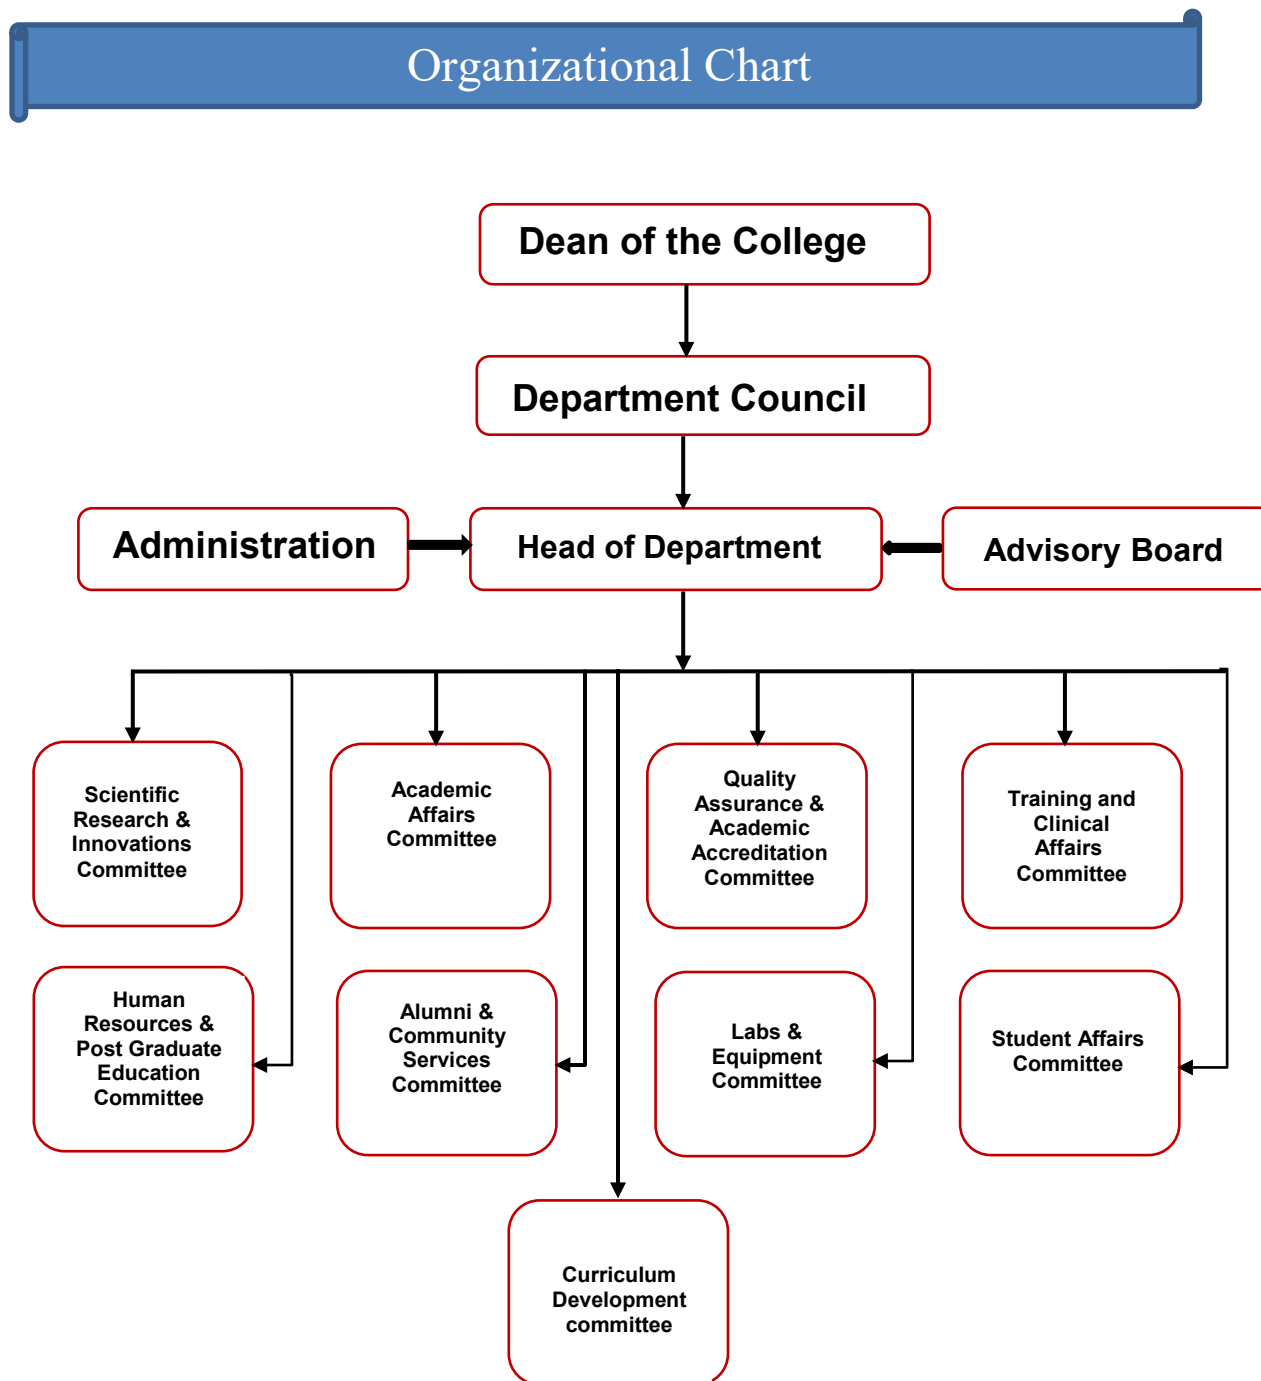 Organizational Chart
Dean of the College
Department Council
Administration
Head of Department
Advisory Board
Scientific
Research &
Innovations
Committee
Academic
Affairs
Committee
Quality
Assurance &
Academic
Accreditation
Committee
Training and
Clinical
Affairs
Committee
Human
Resources &
Post Graduate
Education
Committee
Alumni &
Community
Services
Committee
Labs &
Equipment
Committee
Student Affairs
Committee
Curriculum
Development
committee